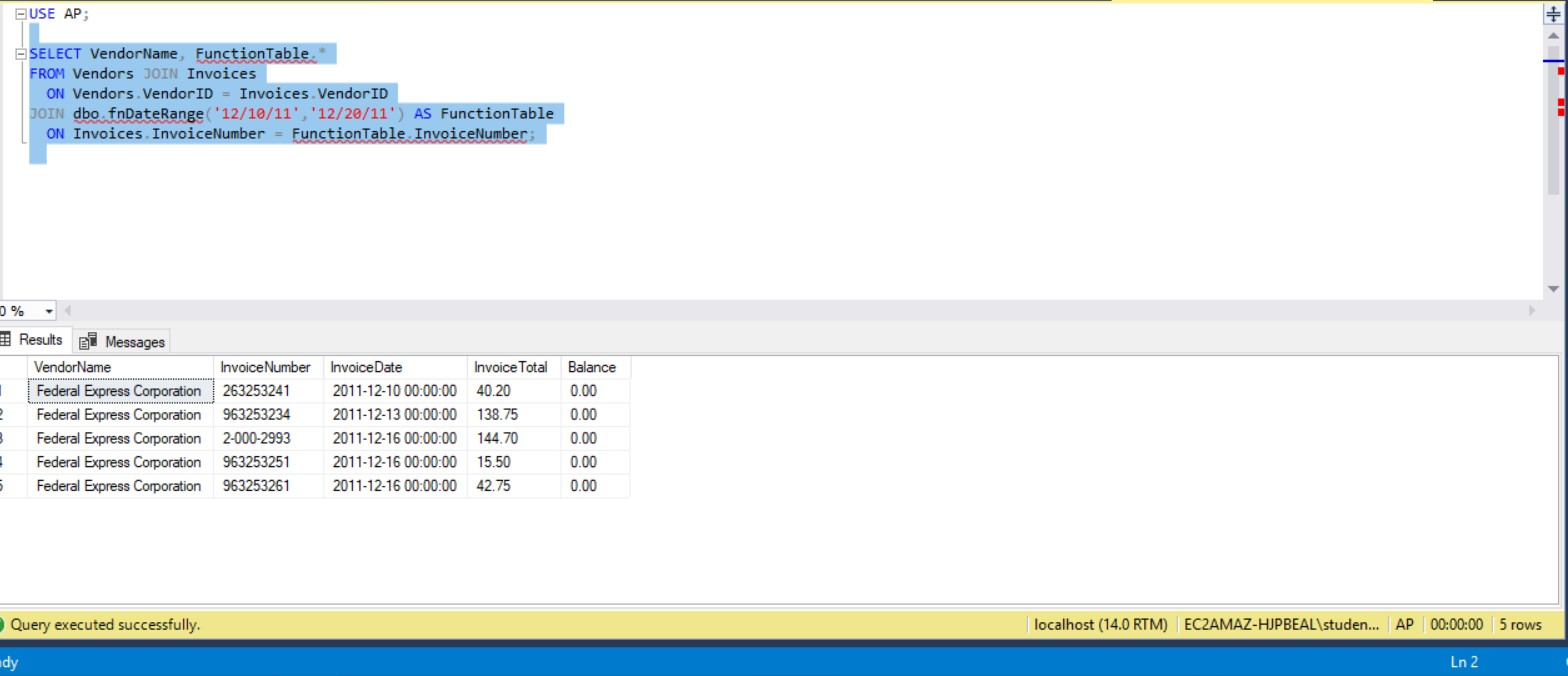 USE AP;
SELECT VendorName, FunctionTable.*
FROM Vendors JOIN Invoices
ON Vendors.VendorID = Invoices.VendorID
JOIN dbo.fnDateRange('12/10/11','12/20/11') AS FunctionTable
ON Invoices.InvoiceNumber = FunctionTable.InvoiceNumber;
0 %
Results Messages
VendorName InvoiceNumber InvoiceDate InvoiceTotal Balance
1 Federal Express Corporation 263253241 2011-12-10 00:00:00 40.20 0.00
2 Federal Express Corporation 963253234 2011-12-13 00:00:00 138.75 0.00
3 Federal Express Corporation 2-000-2993 2011-12-16 00:00:00 144.70 0.00
4 Federal Express Corporation 963253251 2011-12-16 00:00:00 15.50 0.00
5 Federal Express Corporation 963253261 2011-12-16 00:00:00 42.75 0.00
Query executed successfully. localhost (14.0 RTM) EC2AMAZ-HJPBEAL\studen... AP 00:00:00 5 rows
dy Ln 2